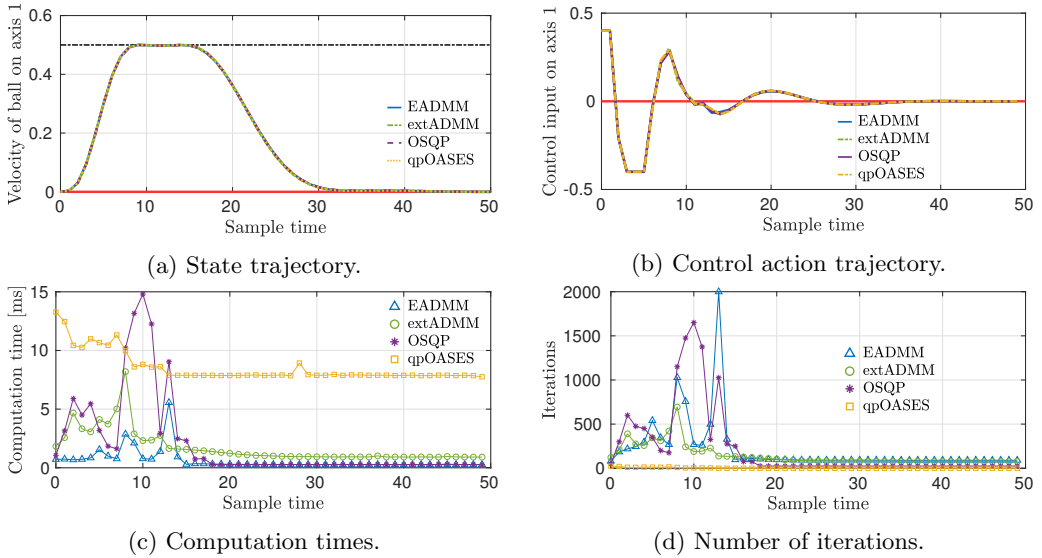 Velocity of ball on axis 1
0.6
0.4
0.2
0
EADMM
extADMM
OSQP
qpOASES
0 10 20 30 40 50
Sample time
(a) State trajectory.
Control input on axis 1
0.5
0
-0.5
EADMM
extADMM
OSQP
qpOASES
0 10 20 30 40 50
Sample time
(b) Control action trajectory.
Computation time [ms]
15
10
5
0
EADMM
extADMM
OSQP
qpOASES
0 10 20 30 40 50
Sample time
(c) Computation times.
Iterations
2000
1500
1000
500
0
EADMM
extADMM
OSQP
qpOASES
0 10 20 30 40 50
Sample time
(d) Number of iterations.